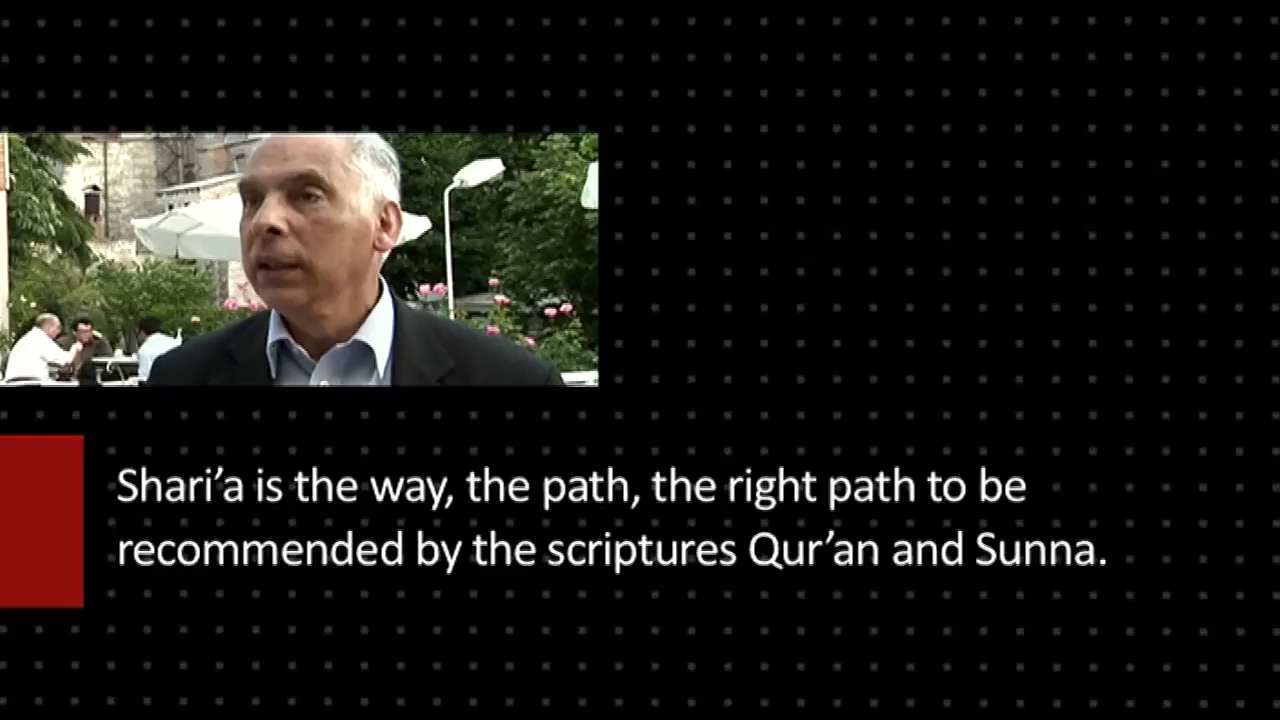 Shari’a is the way, the path, the right path to be
recommended by the scriptures Qur’an and Sunna.